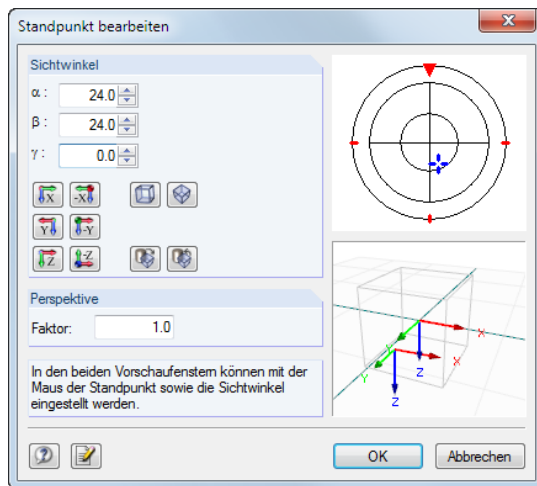 Standpunkt bearbeiten
Sichtwinkel
α : 24.0
β : 24.0
γ : 0.0
X -X
Y -Y
Z -Z
Perspektive
Faktor: 1.0
In den beiden Vorschaufenstern können mit der
Maus der Standpunkt sowie die Sichtwinkel
eingestellt werden.
X
Y
Z
X
Y
Z
OK Abbrechen